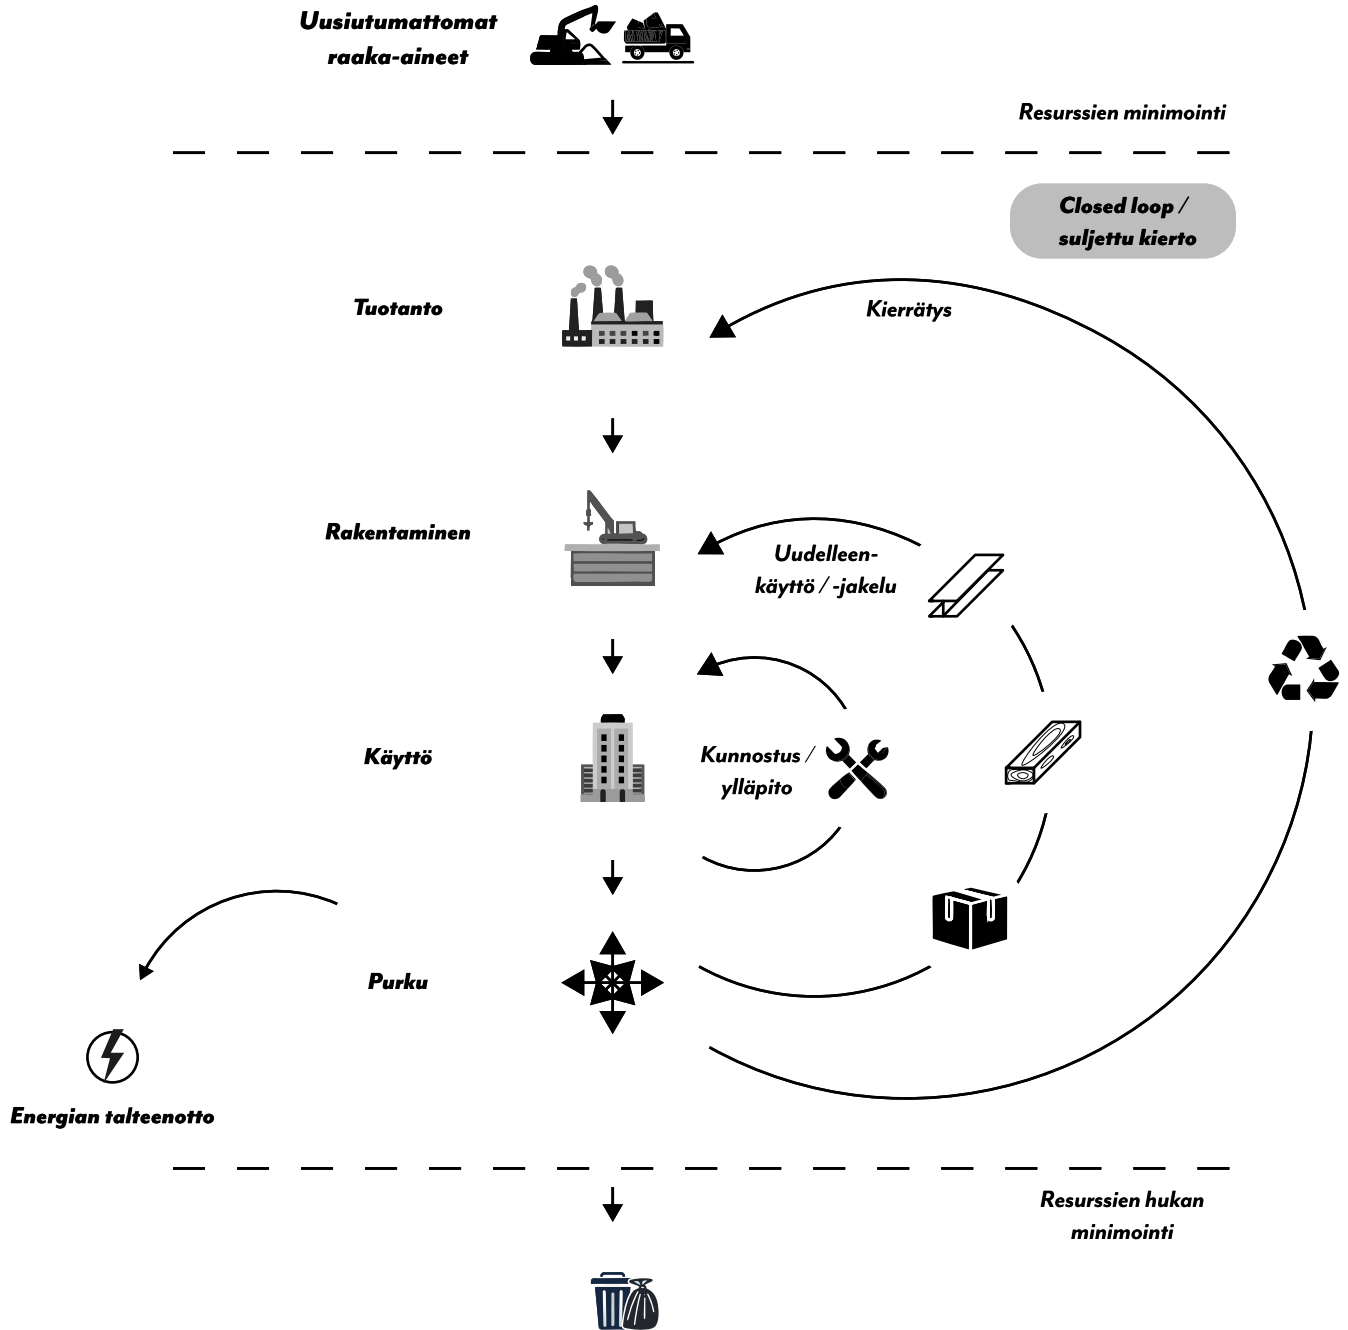 Uusiutumattomat
raaka-aineet
Resurssien minimointi
Closed loop /
suljettu kierto
Tuotanto
Kierrätys
Rakentaminen
Uudelleen-
käyttö / -jakelu
Käyttö
Kunnostus /
ylläpito
Purku
Energian talteenotto
Resurssien hukan
minimointi